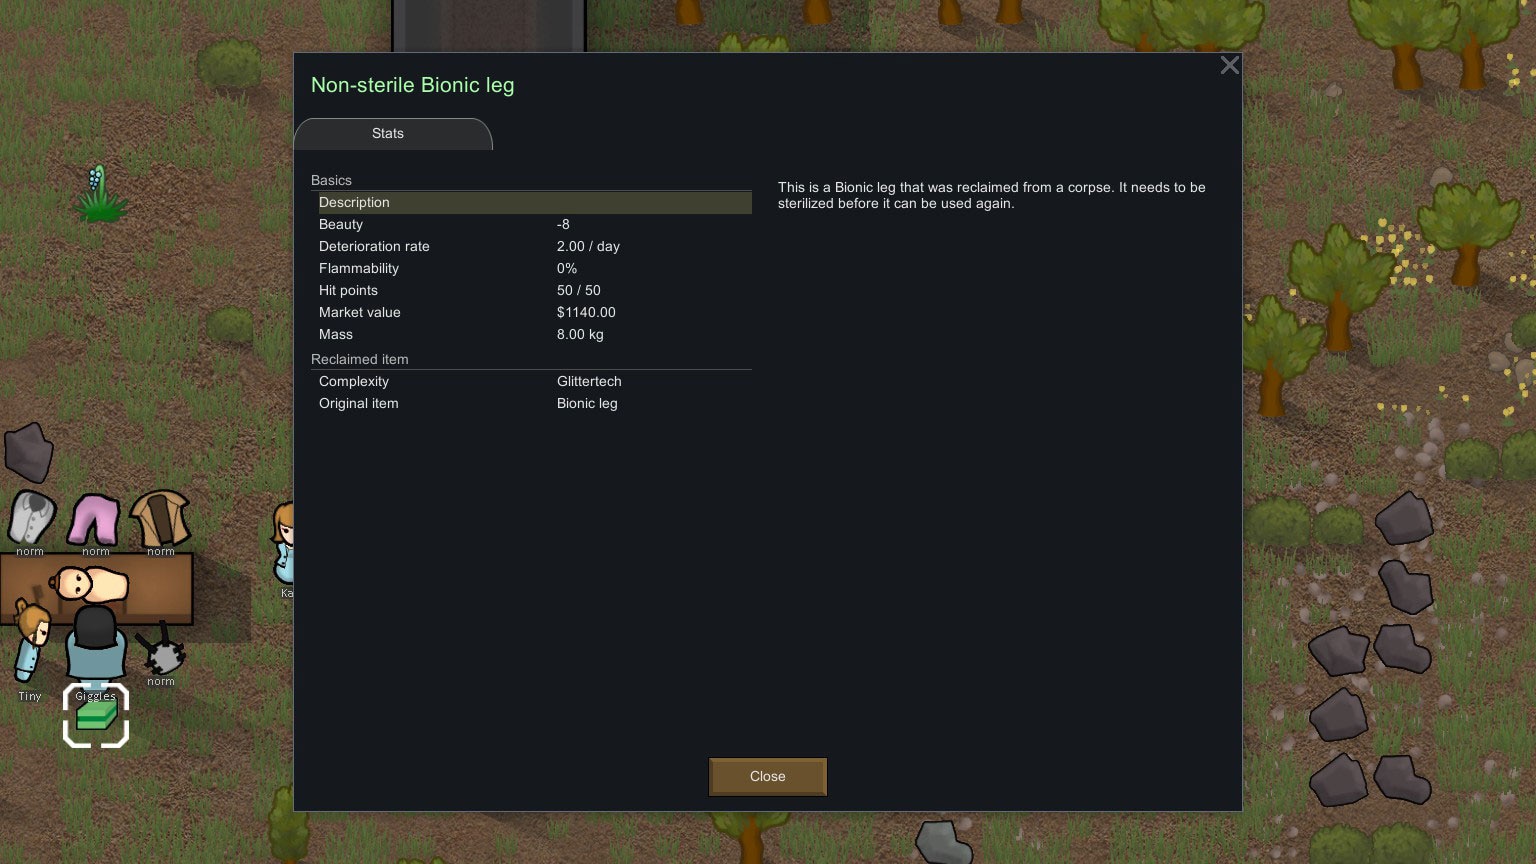 Non-sterile Bionic leg
Stats
Basics
Description
Beauty -8
Deterioration rate 2.00 / day
Flammability 0%
Hit points 50 / 50
Market value $1140.00
Mass 8.00 kg
Reclaimed item
Complexity Glittertech
Original item Bionic leg
This is a Bionic leg that was reclaimed from a corpse. It needs to be
sterilized before it can be used again.
Close
norm norm norm
Ka
norm
Tiny Giggles